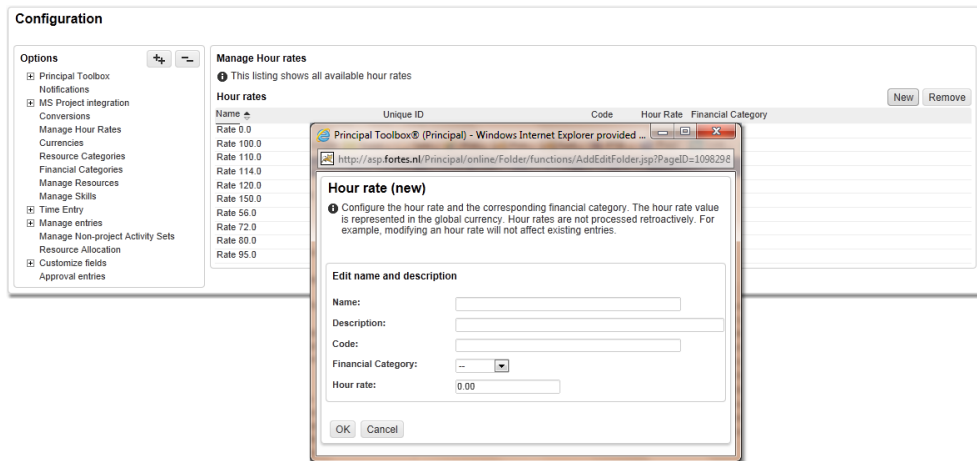 Configuration
Options
Principal Toolbox
Notifications
MS Project integration
Conversions
Manage Hour Rates
Currencies
Resource Categories
Financial Categories
Manage Resources
Manage Skills
Time Entry
Manage entries
Manage Non-project Activity Sets
Resource Allocation
Customize fields
Approval entries
Manage Hour rates
This listing shows all available hour rates
Hour rates New Remove
Name Unique ID Code Hour Rate Financial Category
Rate 0.0
Rate 100.0
Rate 110.0
Rate 114.0
Rate 120.0
Rate 150.0
Rate 56.0
Rate 72.0
Rate 80.0
Rate 95.0
Principal Toolbox® (Principal) - Windows Internet Explorer provided ...
http://asp.fortes.nl/Principal/online/Folder/functions/AddEditFolder.jsp?PageID=1098298
Hour rate (new)
Configure the hour rate and the corresponding financial category. The hour rate value
is represented in the global currency. Hour rates are not processed retroactively. For
example, modifying an hour rate will not affect existing entries.
Edit name and description
Name:
Description:
Code:
Financial Category: --
Hour rate: 0.00
OK Cancel